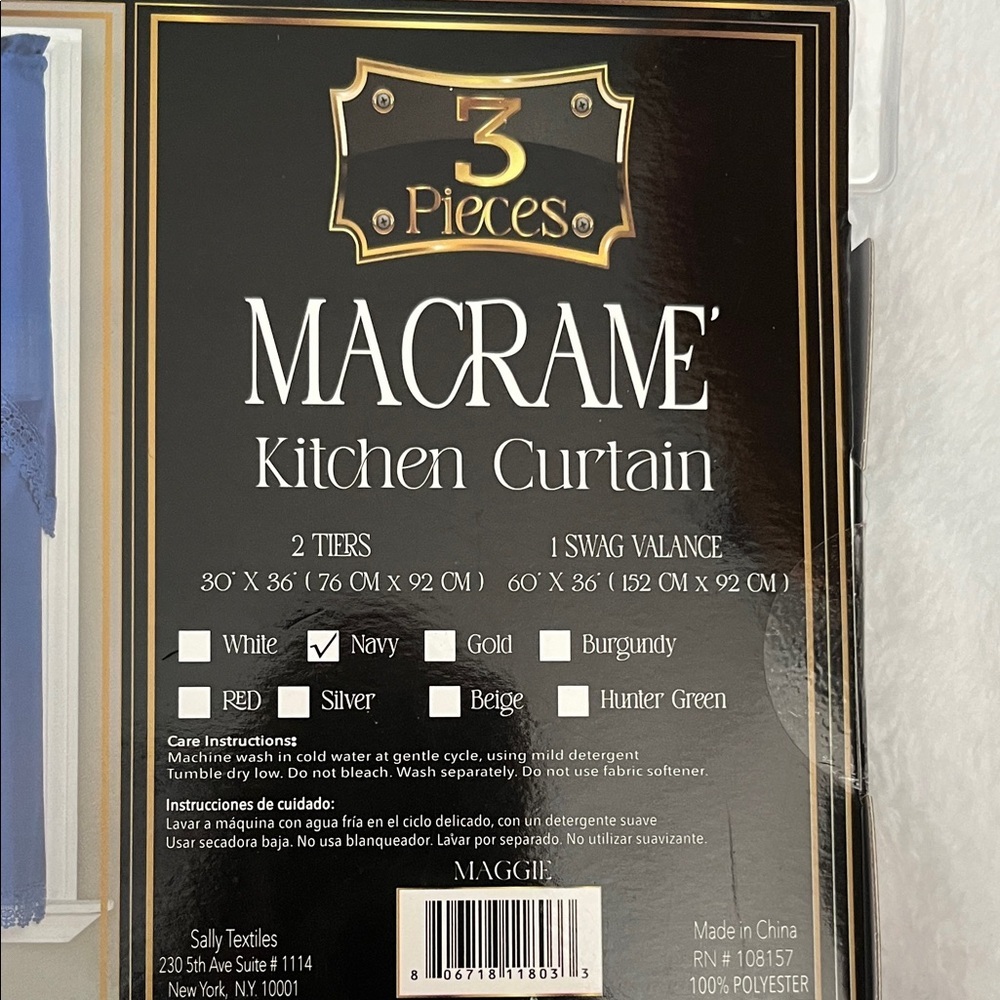 3
Pieces
MACRAME'
Kitchen Curtain
2 TIERS
30" X 36" ( 76 CM x 92 CM )
1 SWAG VALANCE
60" X 36" ( 152 CM x 92 CM )
White ✓ Navy Gold Burgundy
RED Silver Beige Hunter Green
Care Instructions:
Machine wash in cold water at gentle cycle, using mild detergent
Tumble dry low. Do not bleach. Wash separately. Do not use fabric softener.
Instrucciones de cuidado:
Lavar a máquina con agua fría en el ciclo delicado, con un detergente suave
Usar secadora baja. No usa blanqueador. Lavar por separado. No utilizar suavizante.
MAGGIE
8 06718 11803 3
Sally Textiles
230 5th Ave Suite # 1114
New York, N.Y. 10001
Made in China
RN # 108157
100% POLYESTER